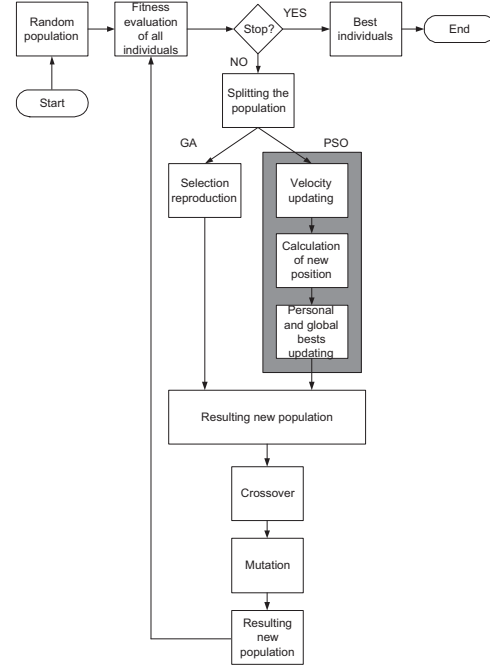 Random
population
Fitness
evaluation
of all
individuals
Stop?
YES
Best
individuals
End
Start
NO
Splitting the
population
GA
PSO
Selection
reproduction
Velocity
updating
Calculation
of new
position
Personal
and global
bests
updating
Resulting new population
Crossover
Mutation
Resulting
new
population